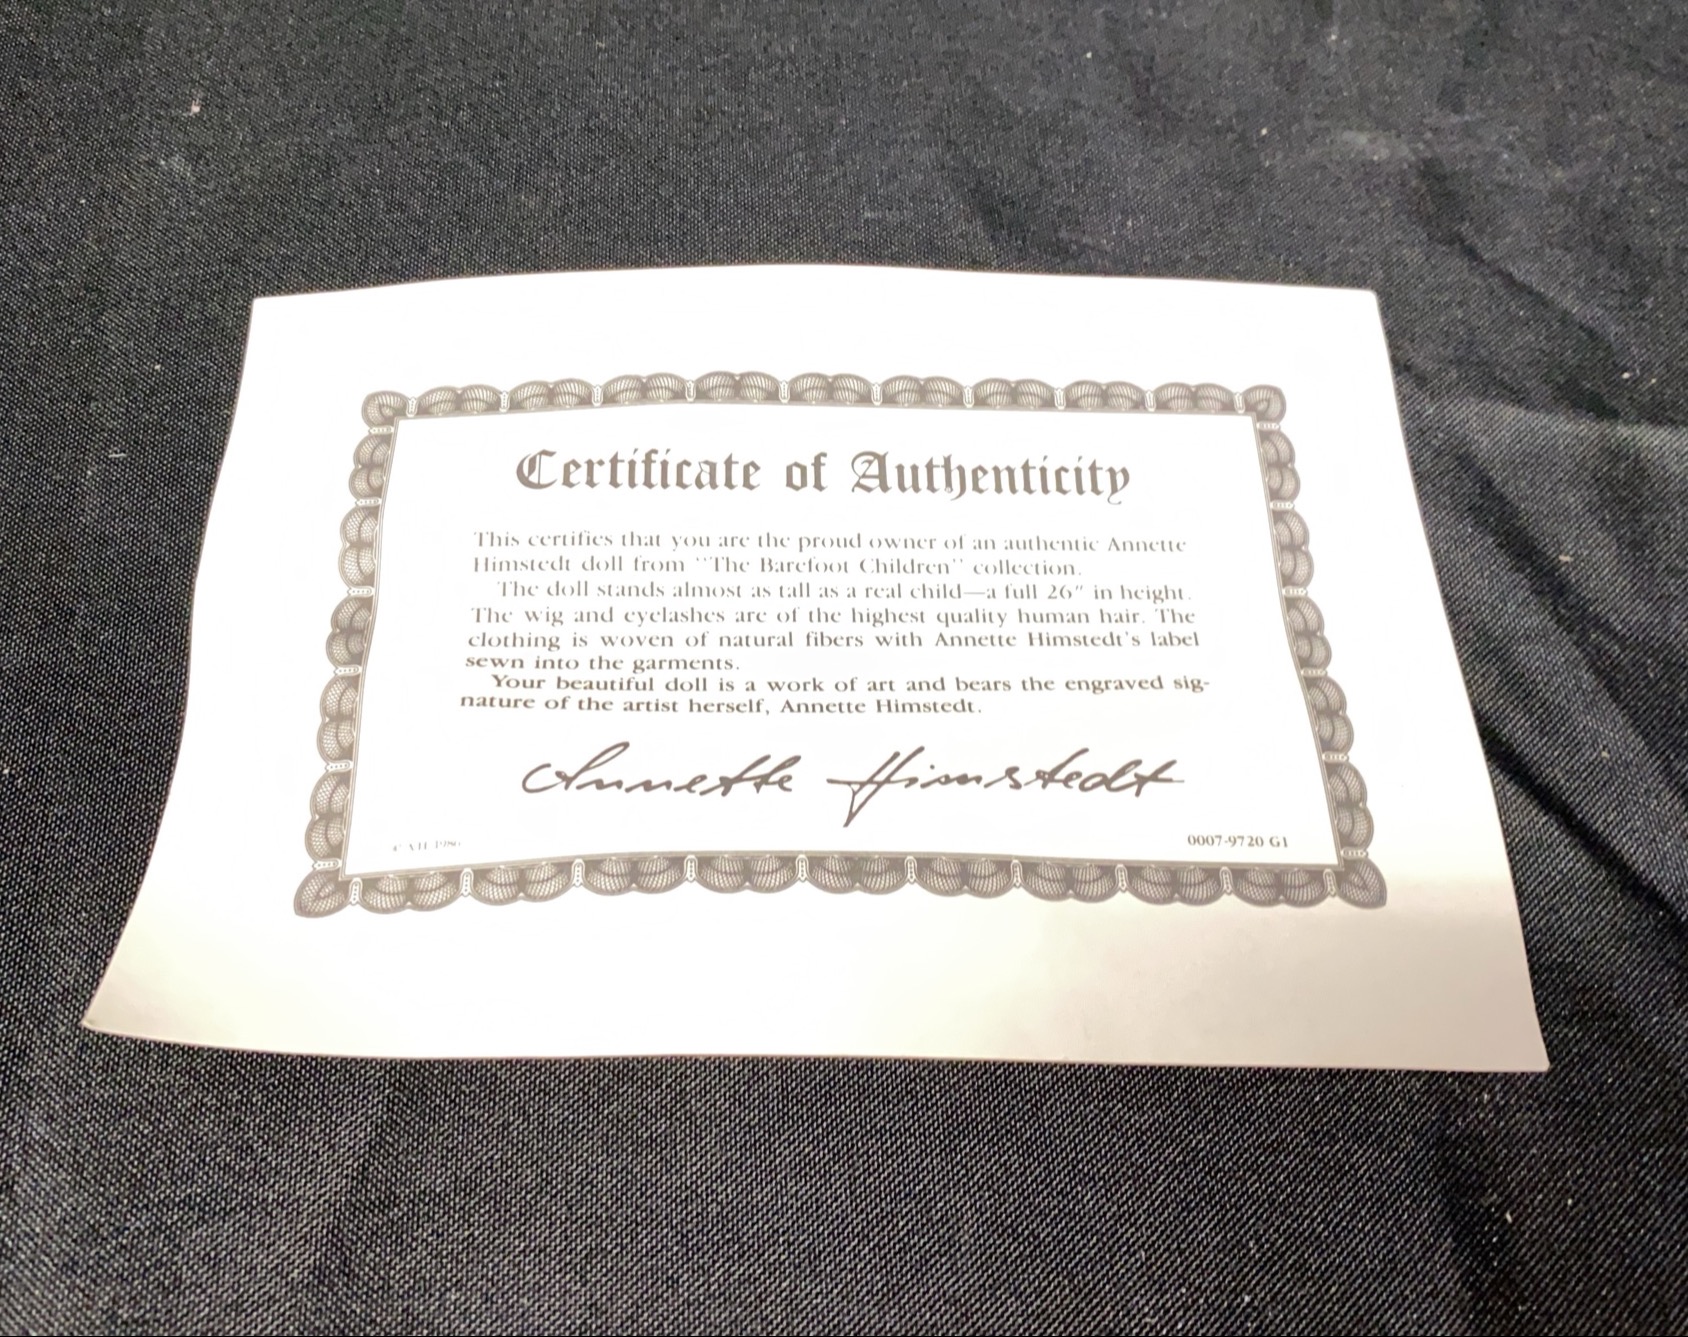 Certificate of Authenticity
This certifies that you are the proud owner of an authentic Annette
Himstedt doll from "The Barefoot Children" collection.
The doll stands almost as tall as a real child—a full 26" in height.
The wig and eyelashes are of the highest quality human hair. The
clothing is woven of natural fibers with Annette Himstedt's label
sewn into the garments.
Your beautiful doll is a work of art and bears the engraved sig-
nature of the artist herself, Annette Himstedt.
Annette Himstedt
0007-9720 G1